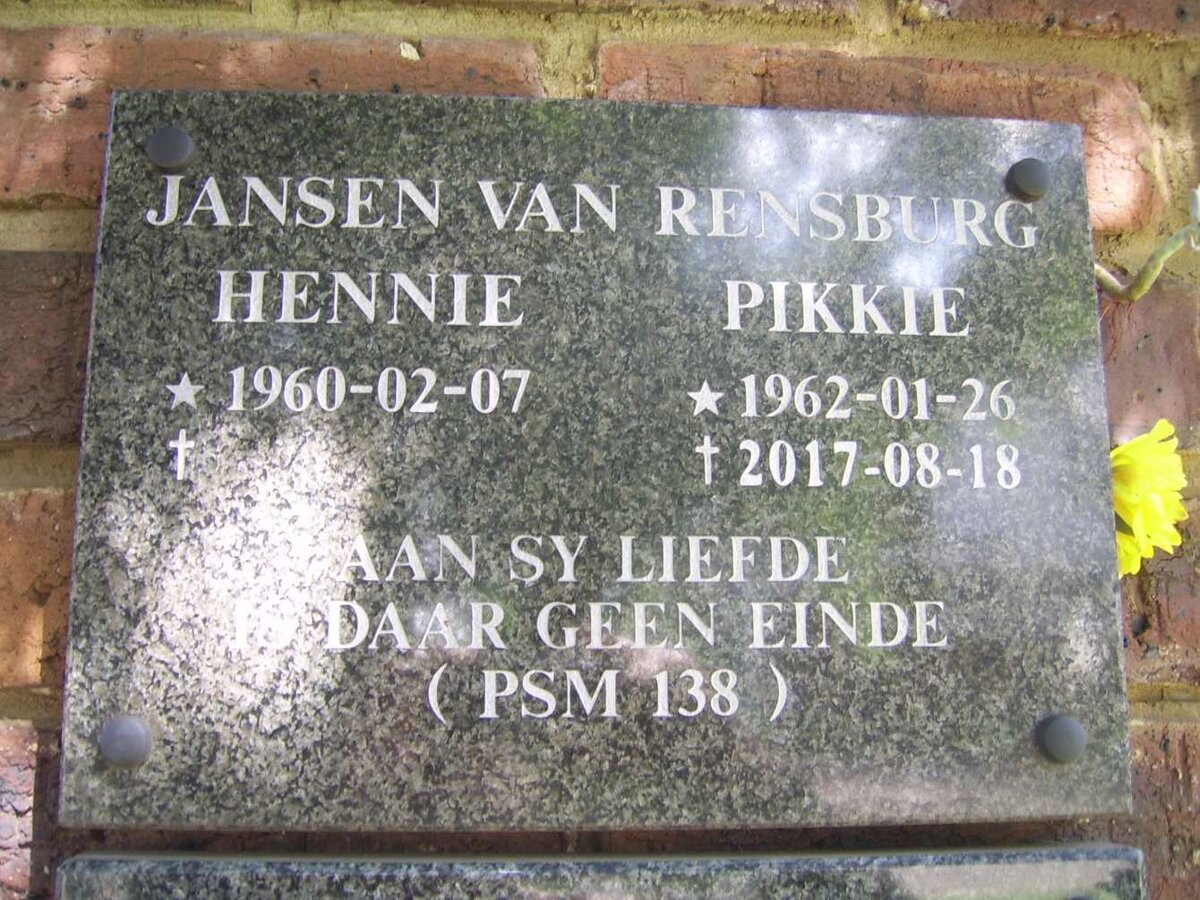 JANSEN VAN RENSBURG
HENNIE PIKKIE
★ 1960-02-07 ★ 1962-01-26
† † 2017-08-18
AAN SY LIEFDE
IS DAAR GEEN EINDE
( PSM 138 )